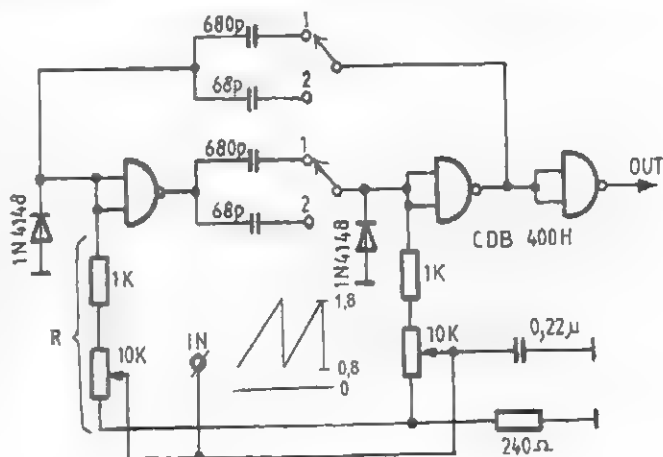 680p
1
68p
2
680p
1
68p
2
OUT
1N4148
1N4148
CDB 400H
1K
1K
R
10K
IN
1,8
0,8
0
10K
0,22µ
240Ω